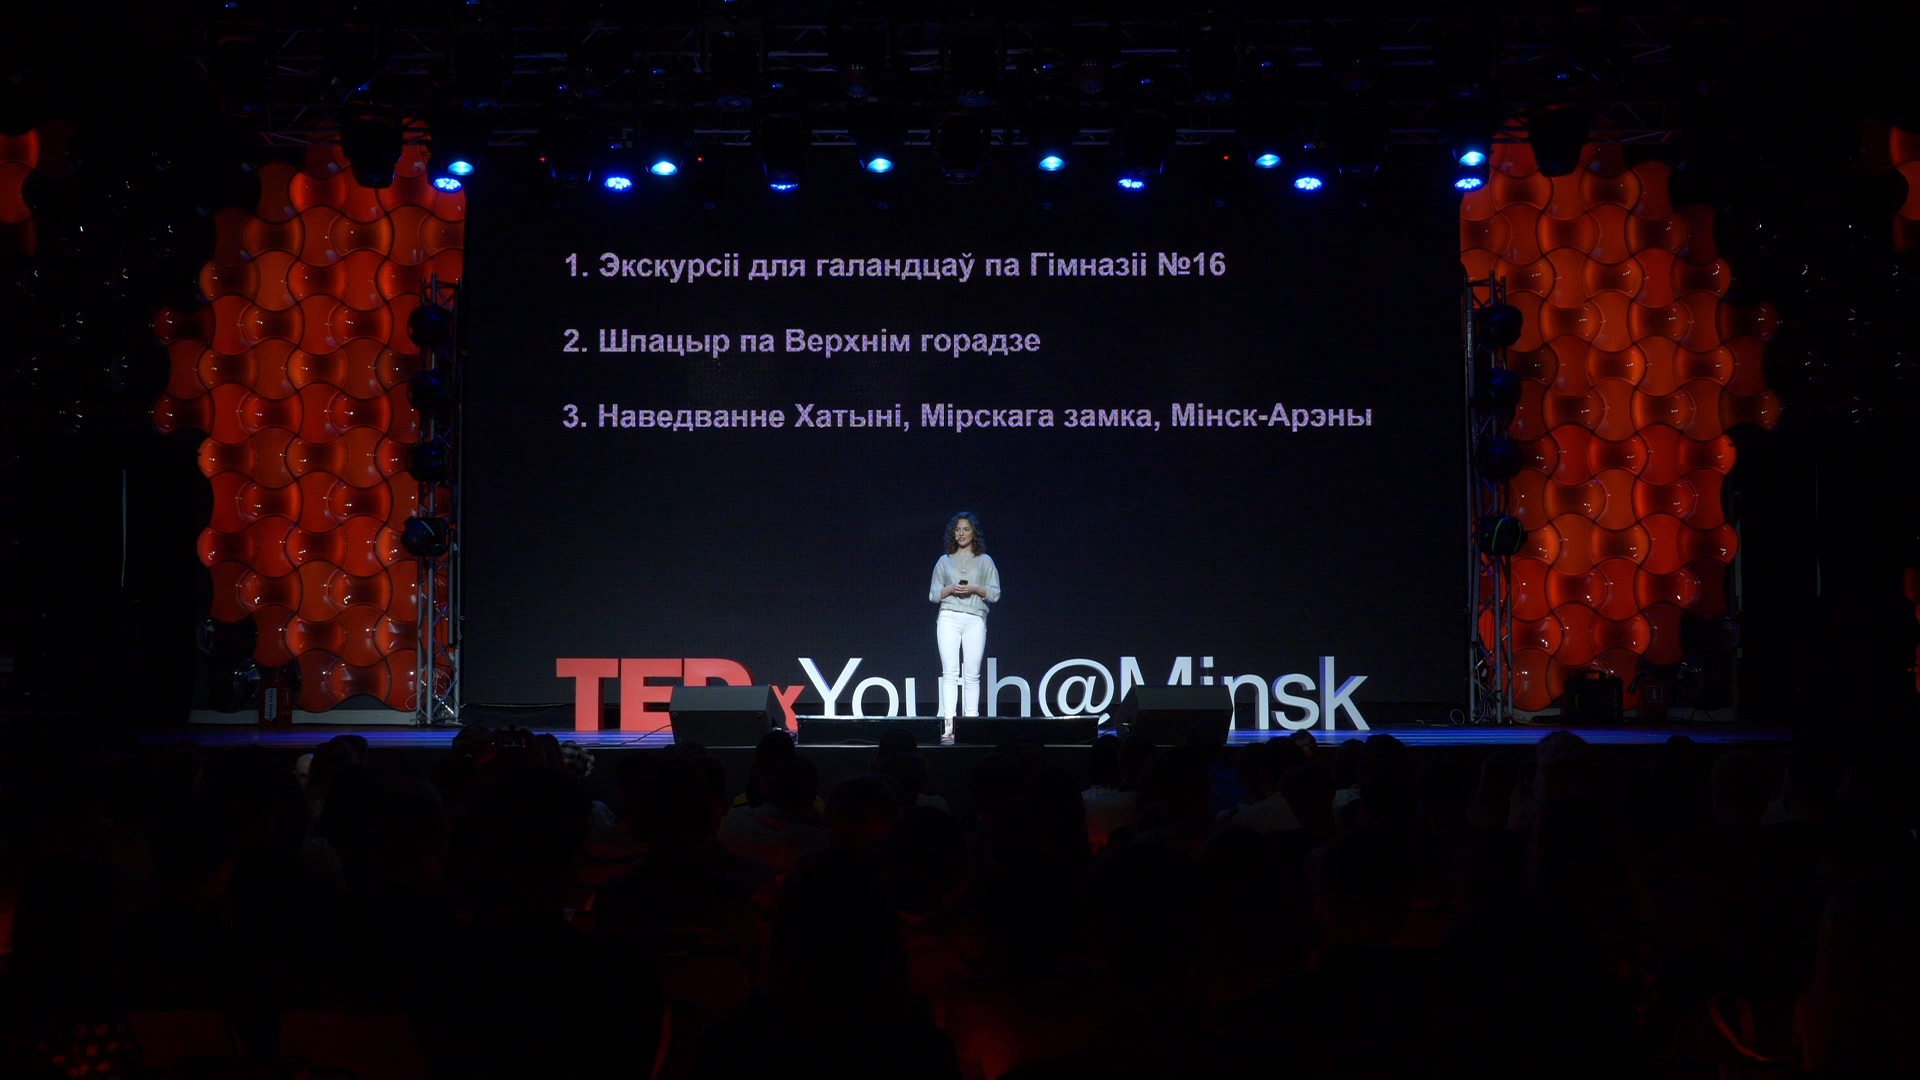 1. Экскурсіі для галандцаў па Гімназіі №16
2. Шпацыр па Верхнім горадзе
3. Наведванне Хатыні, Мірскага замка, Мінск-Арэны
TEDxYouth@Minsk